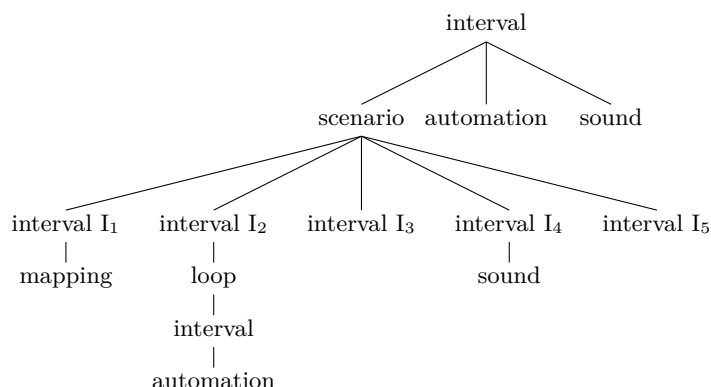 interval
scenario automation sound
interval I₁ interval I₂ interval I₃ interval I₄ interval I₅
mapping loop sound
interval
automation